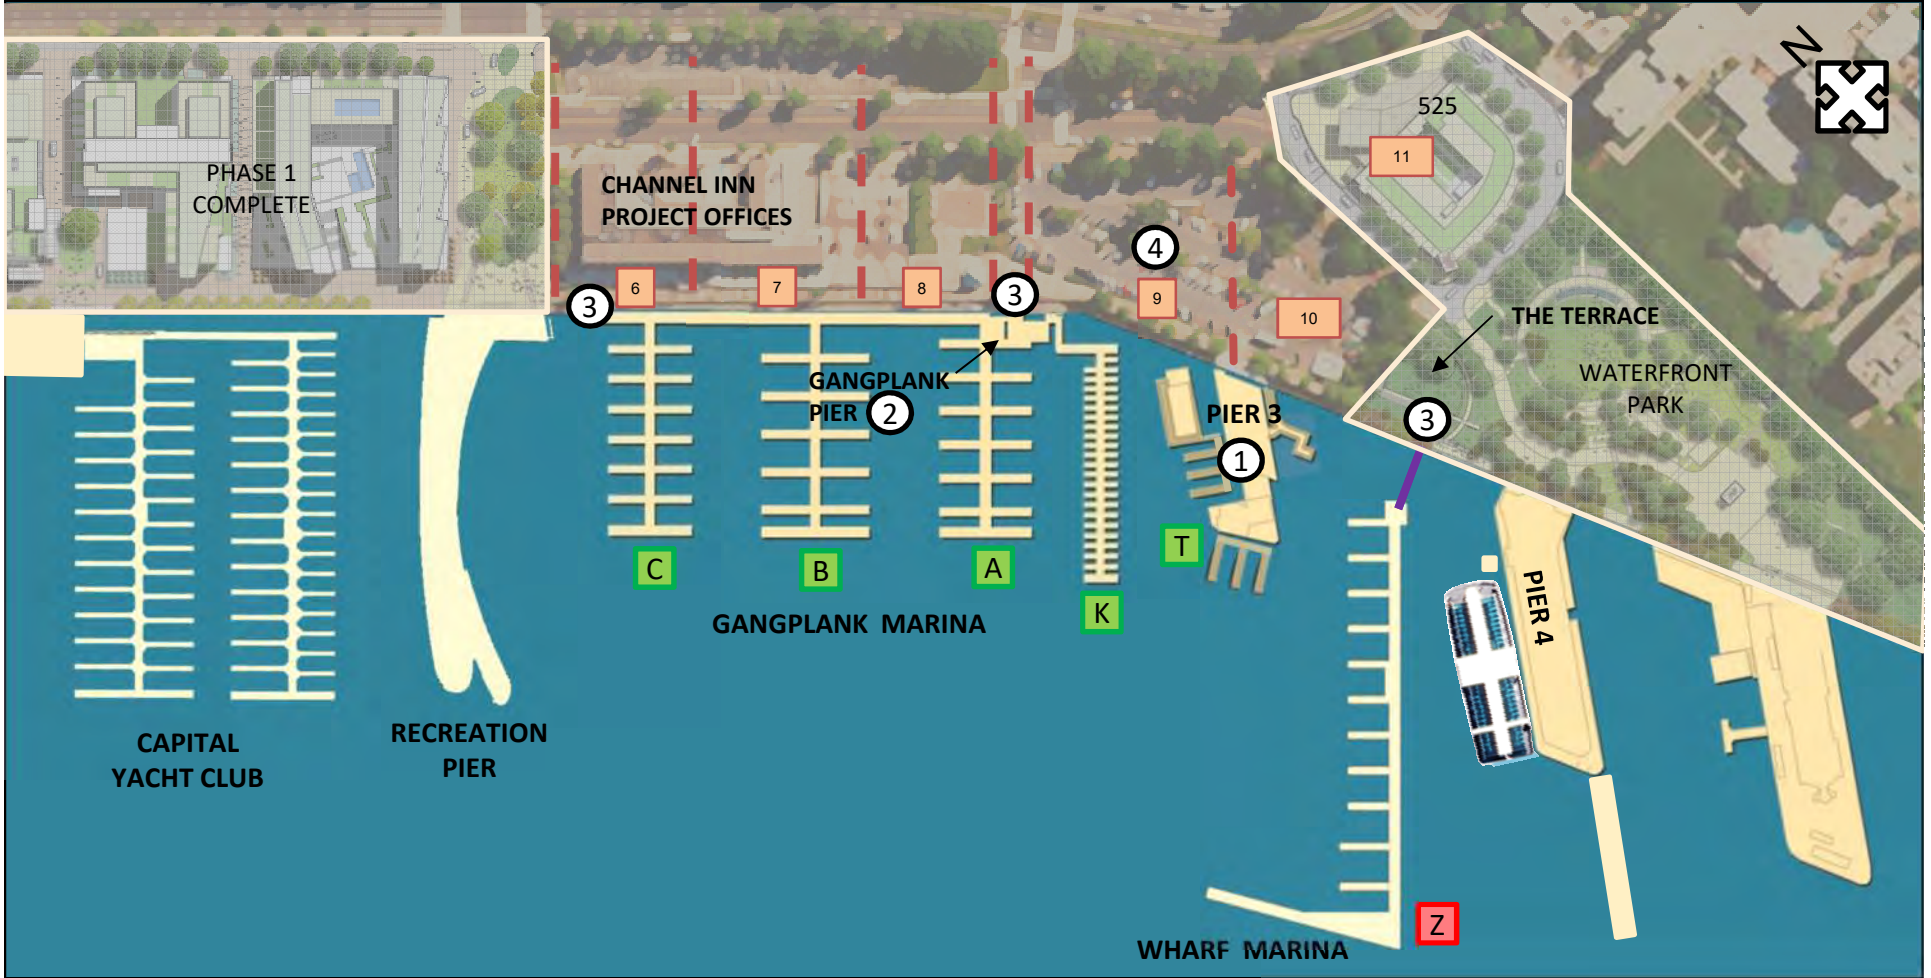 N
525
11
PHASE 1
COMPLETE
CHANNEL INN
PROJECT OFFICES
4
6
7
8
3
3
9
10
THE TERRACE
WATERFRONT
PARK
GANGPLANK
PIER
2
PIER 3
1
3
T
C
B
A
K
GANGPLANK MARINA
PIER 4
CAPITAL
YACHT CLUB
RECREATION
PIER
Z
WHARF MARINA